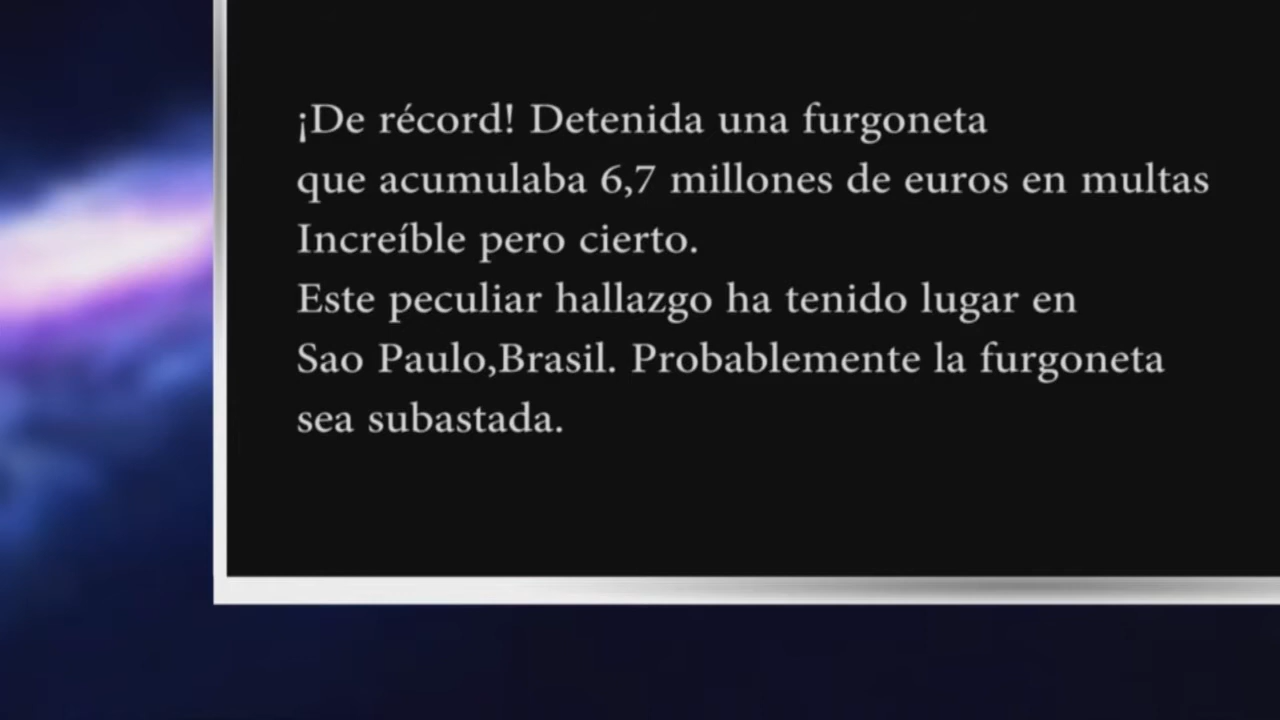 ¡De récord! Detenida una furgoneta
que acumulaba 6,7 millones de euros en multas
Increíble pero cierto.
Este peculiar hallazgo ha tenido lugar en
Sao Paulo,Brasil. Probablemente la furgoneta
sea subastada.